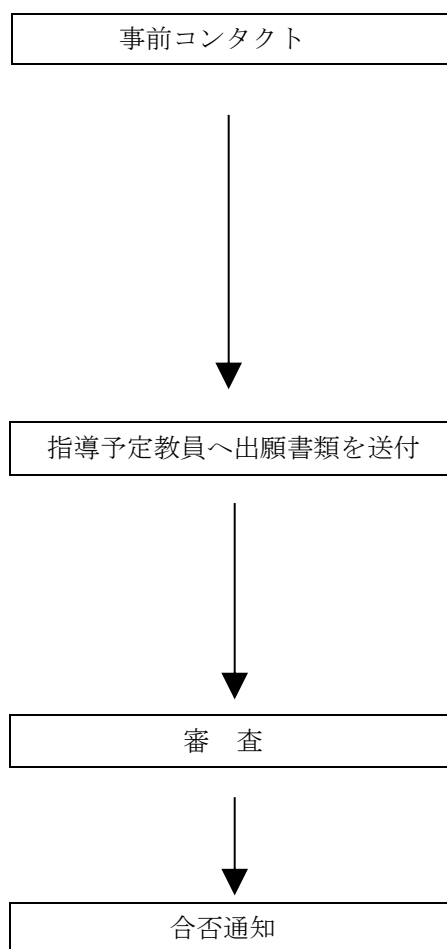 事前コンタクト
指導予定教員へ出願書類を送付
審　査
合否通知